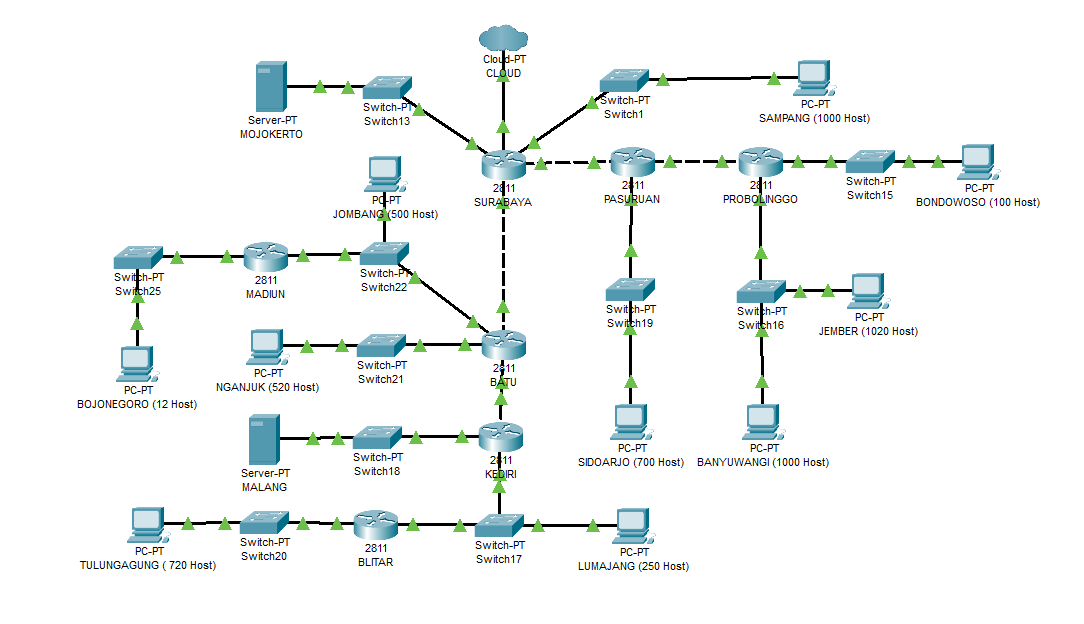 Cloud-PT
CLOUD
Server-PT
MOJOKERTO
Switch-PT
Switch13
Switch-PT
Switch1
PC-PT
SAMPANG (1000 Host)
2811
SURABAYA
2811
PASURUAN
2811
PROBOLINGGO
Switch-PT
Switch15
PC-PT
BONDOWOSO (100 Host)
PC-PT
JOMBANG (500 Host)
Switch-PT
Switch25
2811
MADIUN
Switch-PT
Switch22
Switch-PT
Switch19
Switch-PT
Switch16
PC-PT
JEMBER (1020 Host)
PC-PT
BOJONEGORO (12 Host)
PC-PT
NGANJUK (520 Host)
Switch-PT
Switch21
2811
BATU
Server-PT
MALANG
Switch-PT
Switch18
2811
KEDIRI
PC-PT
SIDOARJO (700 Host)
PC-PT
BANYUWANGI (1000 Host)
PC-PT
TULUNGAGUNG ( 720 Host)
Switch-PT
Switch20
2811
BLITAR
Switch-PT
Switch17
PC-PT
LUMAJANG (250 Host)